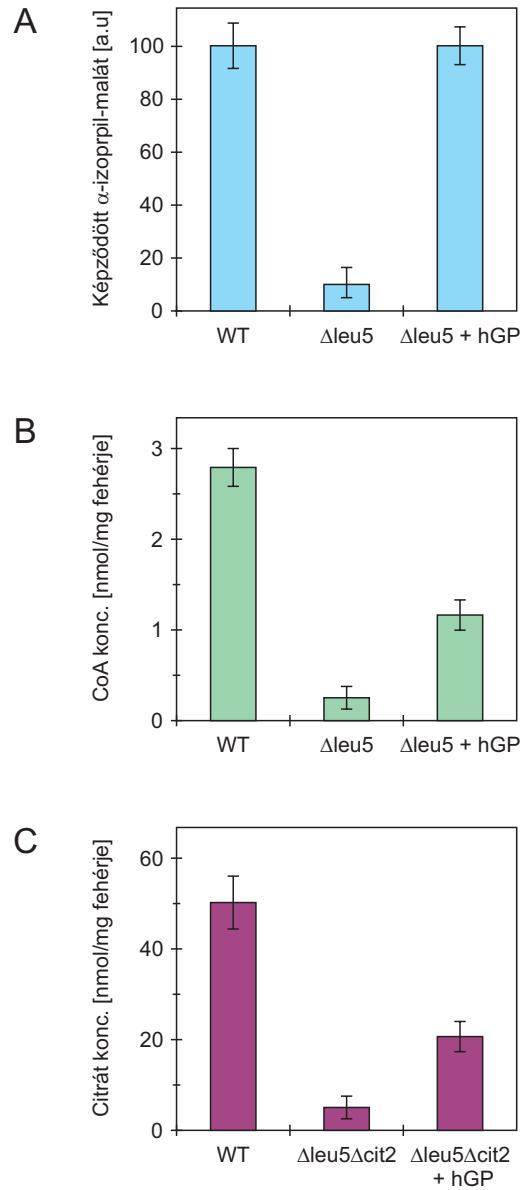 A
Képződött α-izoprpil-malát [a.u]
100
80
60
40
20
0
WT
Δleu5
Δleu5 + hGP
B
CoA konc. [nmol/mg fehérje]
3
2
1
0
WT
Δleu5
Δleu5 + hGP
C
Citrát konc. [nmol/mg fehérje]
60
40
20
0
WT
Δleu5Δcit2
Δleu5Δcit2
+ hGP